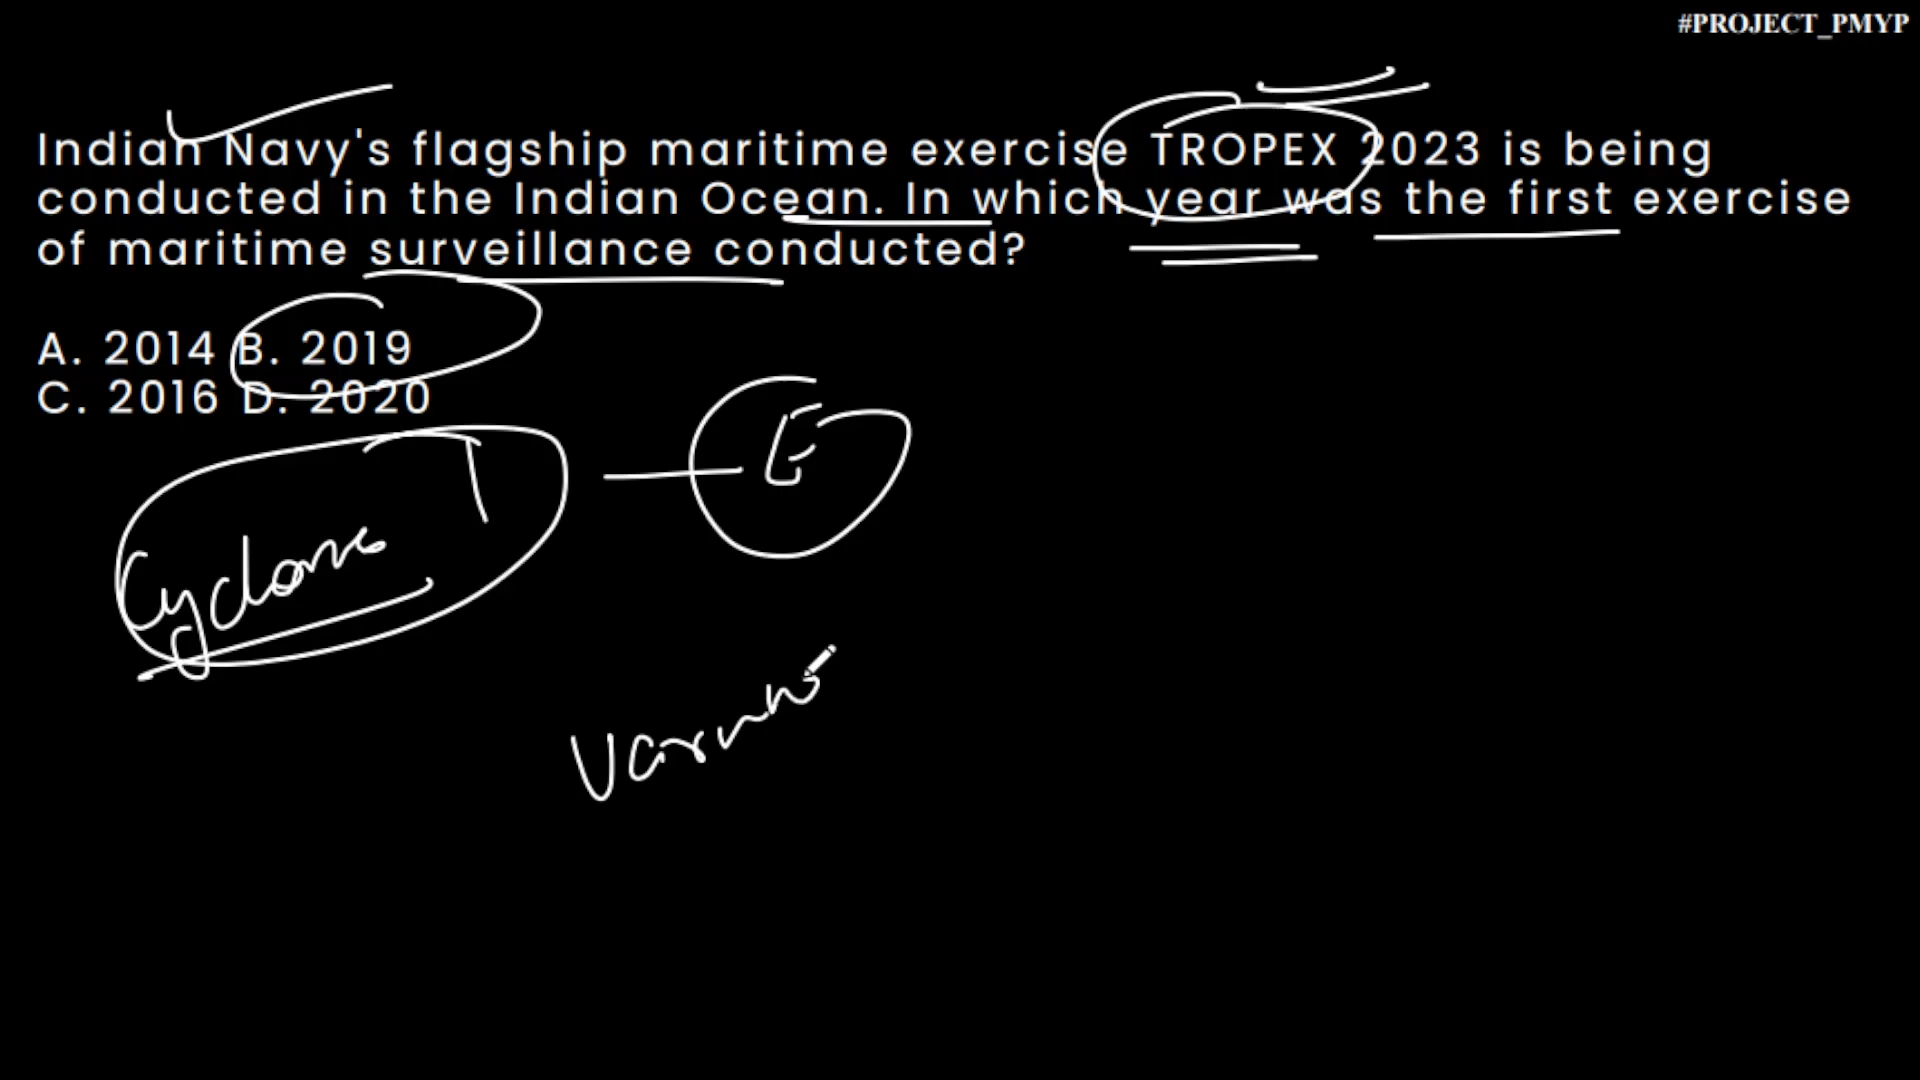 #PROJECT_PMYP
Indian Navy's flagship maritime exercise TROPEX 2023 is being
conducted in the Indian Ocean. In which year was the first exercise
of maritime surveillance conducted?
A. 2014 B. 2019
C. 2016 D. 2020
E
Cyclone I